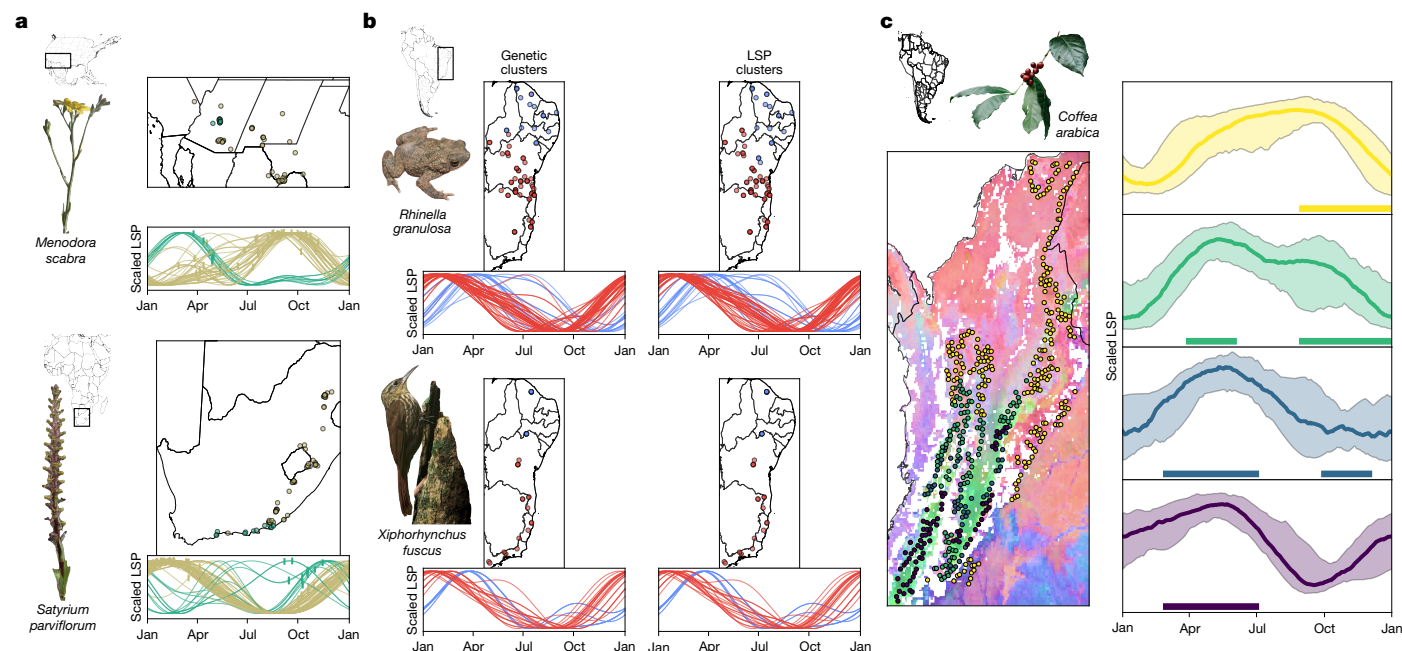 a
Menodora
scabra
Scaled LSP
Jan Apr Jul Oct Jan
Satyrium
parviflorum
Scaled LSP
Jan Apr Jul Oct Jan
b
Genetic
clusters
LSP
clusters
Rhinella
granulosa
Scaled LSP
Jan Apr Jul Oct Jan
Jan Apr Jul Oct Jan
Xiphorhynchus
fuscus
Scaled LSP
Jan Apr Jul Oct Jan
Jan Apr Jul Oct Jan
c
Coffea
arabica
Scaled LSP
Jan Apr Jul Oct Jan